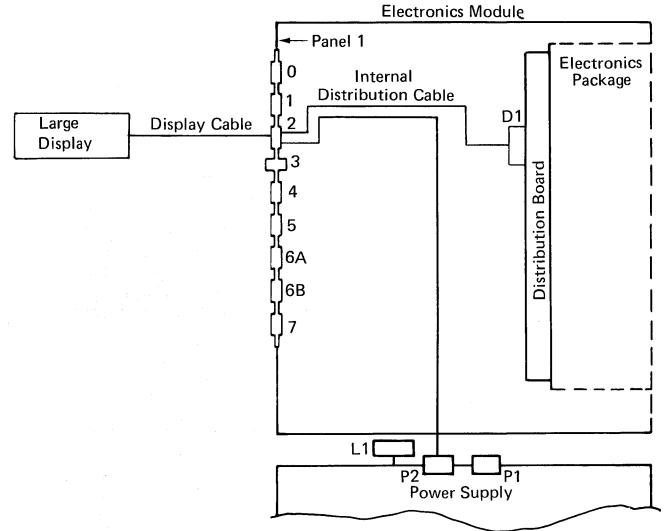 Electronics Module
Panel 1
0
1
2
3
4
5
6A
6B
7
Large
Display
Display Cable
Internal
Distribution Cable
D1
Electronics
Package
Distribution Board
L1
P2
P1
Power Supply